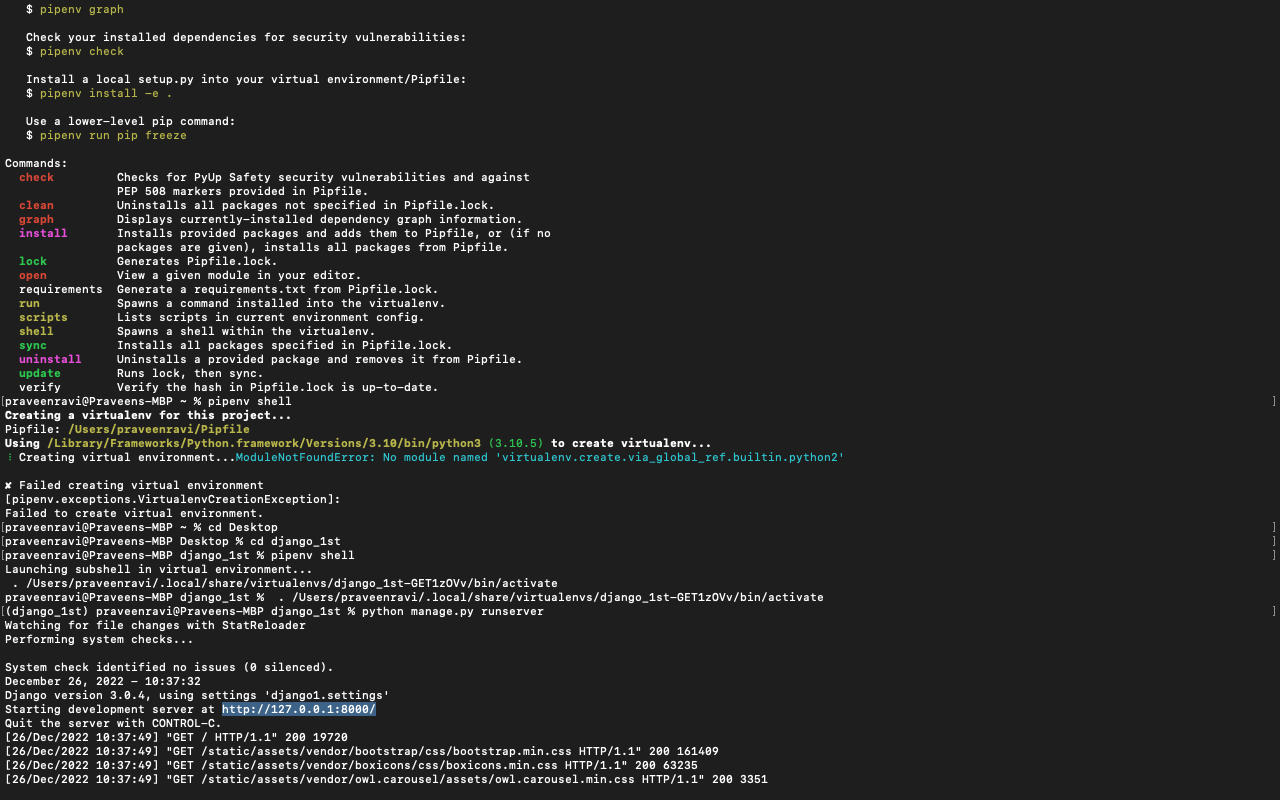 $ pipenv graph
Check your installed dependencies for security vulnerabilities:
$ pipenv check
Install a local setup.py into your virtual environment/Pipfile:
$ pipenv install -e .
Use a lower-level pip command:
$ pipenv run pip freeze
Commands:
check Checks for PyUp Safety security vulnerabilities and against
PEP 508 markers provided in Pipfile.
clean Uninstalls all packages not specified in Pipfile.lock.
graph Displays currently-installed dependency graph information.
install Installs provided packages and adds them to Pipfile, or (if no
packages are given), installs all packages from Pipfile.
lock Generates Pipfile.lock.
open View a given module in your editor.
requirements Generate a requirements.txt from Pipfile.lock.
run Spawns a command installed into the virtualenv.
scripts Lists scripts in current environment config.
shell Spawns a shell within the virtualenv.
sync Installs all packages specified in Pipfile.lock.
uninstall Uninstalls a provided package and removes it from Pipfile.
update Runs lock, then sync.
verify Verify the hash in Pipfile.lock is up-to-date.
[praveenravi@Praveens-MBP ~ % pipenv shell ]
Creating a virtualenv for this project...
Pipfile: /Users/praveenravi/Pipfile
Using /Library/Frameworks/Python.framework/Versions/3.10/bin/python3 (3.10.5) to create virtualenv...
⠇Creating virtual environment...ModuleNotFoundError: No module named 'virtualenv.create.via_global_ref.builtin.python2'
✘ Failed creating virtual environment
[pipenv.exceptions.VirtualenvCreationException]:
Failed to create virtual environment.
[praveenravi@Praveens-MBP ~ % cd Desktop ]
[praveenravi@Praveens-MBP Desktop % cd django_1st ]
[praveenravi@Praveens-MBP django_1st % pipenv shell ]
Launching subshell in virtual environment...
. /Users/praveenravi/.local/share/virtualenvs/django_1st-GET1zOVv/bin/activate
praveenravi@Praveens-MBP django_1st %  . /Users/praveenravi/.local/share/virtualenvs/django_1st-GET1zOVv/bin/activate
[(django_1st) praveenravi@Praveens-MBP django_1st % python manage.py runserver ]
Watching for file changes with StatReloader
Performing system checks...
System check identified no issues (0 silenced).
December 26, 2022 - 10:37:32
Django version 3.0.4, using settings 'django1.settings'
Starting development server at http://127.0.0.1:8000/
Quit the server with CONTROL-C.
[26/Dec/2022 10:37:49] "GET / HTTP/1.1" 200 19720
[26/Dec/2022 10:37:49] "GET /static/assets/vendor/bootstrap/css/bootstrap.min.css HTTP/1.1" 200 161409
[26/Dec/2022 10:37:49] "GET /static/assets/vendor/boxicons/css/boxicons.min.css HTTP/1.1" 200 63235
[26/Dec/2022 10:37:49] "GET /static/assets/vendor/owl.carousel/assets/owl.carousel.min.css HTTP/1.1" 200 3351